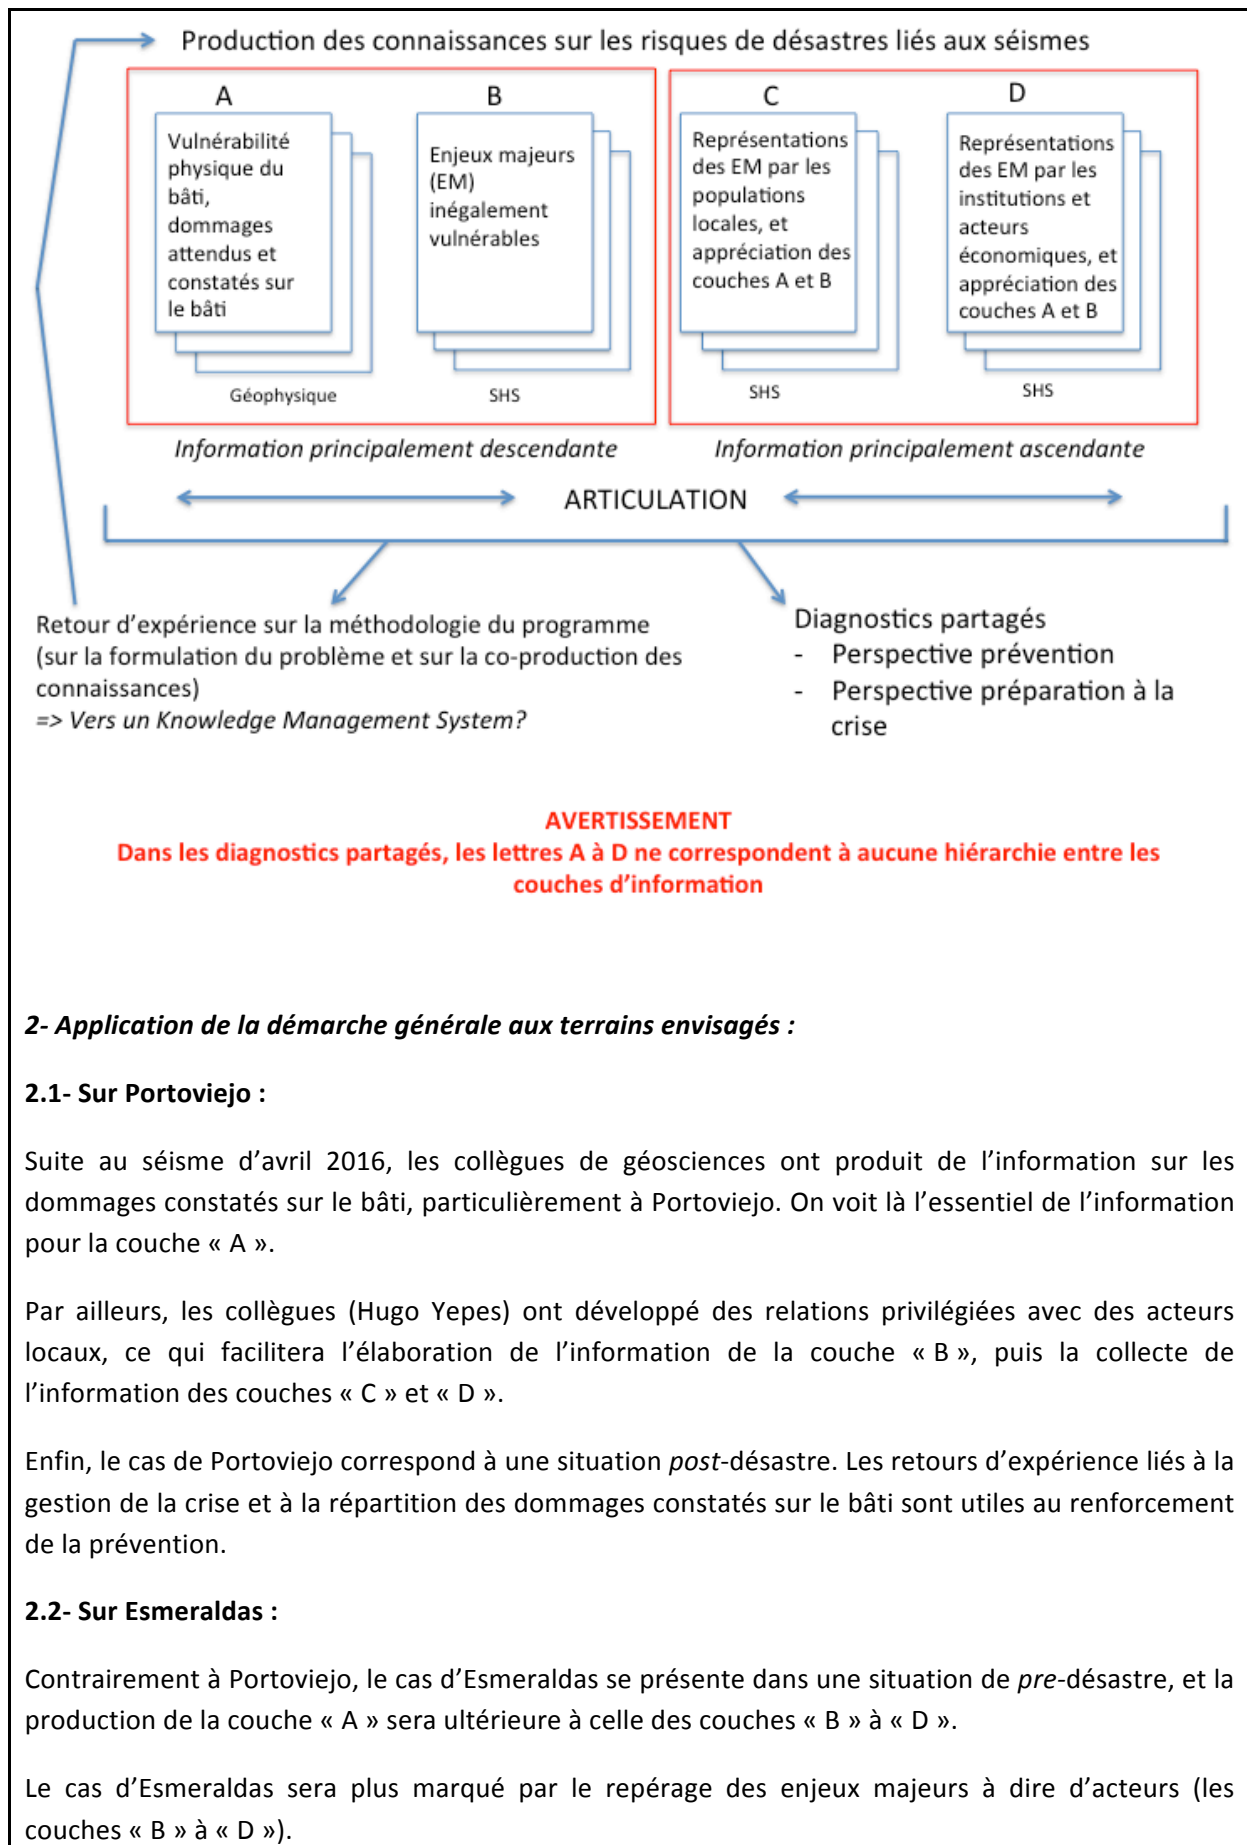 Production des connaissances sur les risques de désastres liés aux séismes
A
Vulnérabilité
physique du
bâti,
dommages
attendus et
constatés sur
le bâti
Géophysique
B
Enjeux majeurs
(EM)
inégalement
vulnérables
SHS
C
Représentations
des EM par les
populations
locales, et
appréciation des
couches A et B
SHS
D
Représentations
des EM par les
institutions et
acteurs
économiques, et
appréciation des
couches A et B
SHS
Information principalement descendante
Information principalement ascendante
ARTICULATION
Retour d’expérience sur la méthodologie du programme
(sur la formulation du problème et sur la co-production des
connaissances)
=> Vers un Knowledge Management System?
Diagnostics partagés
- Perspective prévention
- Perspective préparation à la
crise
AVERTISSEMENT
Dans les diagnostics partagés, les lettres A à D ne correspondent à aucune hiérarchie entre les
couches d’information
2- Application de la démarche générale aux terrains envisagés :
2.1- Sur Portoviejo :
Suite au séisme d’avril 2016, les collègues de géosciences ont produit de l’information sur les
dommages constatés sur le bâti, particulièrement à Portoviejo. On voit là l’essentiel de l’information
pour la couche « A ».
Par ailleurs, les collègues (Hugo Yepes) ont développé des relations privilégiées avec des acteurs
locaux, ce qui facilitera l’élaboration de l’information de la couche « B », puis la collecte de
l’information des couches « C » et « D ».
Enfin, le cas de Portoviejo correspond à une situation post-désastre. Les retours d’expérience liés à la
gestion de la crise et à la répartition des dommages constatés sur le bâti sont utiles au renforcement
de la prévention.
2.2- Sur Esmeraldas :
Contrairement à Portoviejo, le cas d’Esmeraldas se présente dans une situation de pre-désastre, et la
production de la couche « A » sera ultérieure à celle des couches « B » à « D ».
Le cas d’Esmeraldas sera plus marqué par le repérage des enjeux majeurs à dire d’acteurs (les
couches « B » à « D »).